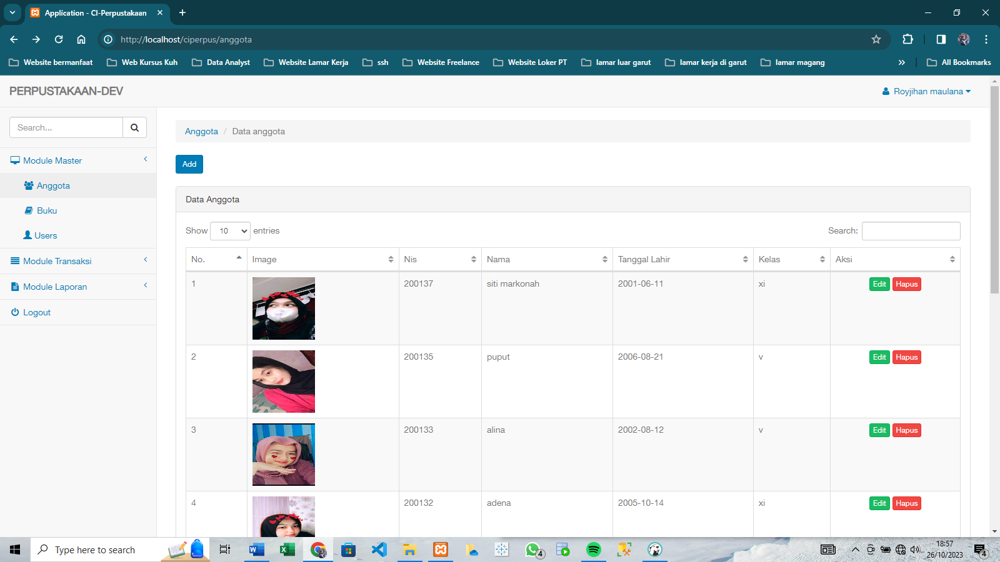 Application - CI-Perpustakaan
http://localhost/ciperpus/anggota
Website bermanfaat
Web Kursus Kuh
Data Analyst
Website Lamar Kerja
ssh
Website Freelance
Website Loker PT
lamar luar garut
lamar kerja di garut
lamar magang
All Bookmarks
PERPUSTAKAAN-DEV
Royjihan maulana
Search...
Module Master
Anggota
Buku
Users
Module Transaksi
Module Laporan
Logout
Anggota / Data anggota
Add
Data Anggota
Show 10 entries
Search:
No. Image Nis Nama Tanggal Lahir Kelas Aksi
1 200137 siti markonah 2001-06-11 xi Edit Hapus
2 200135 puput 2006-08-21 v Edit Hapus
3 200133 alina 2002-08-12 v Edit Hapus
4 200132 adena 2005-10-14 xi Edit Hapus
Type here to search
4
18:57
26/10/2023
4